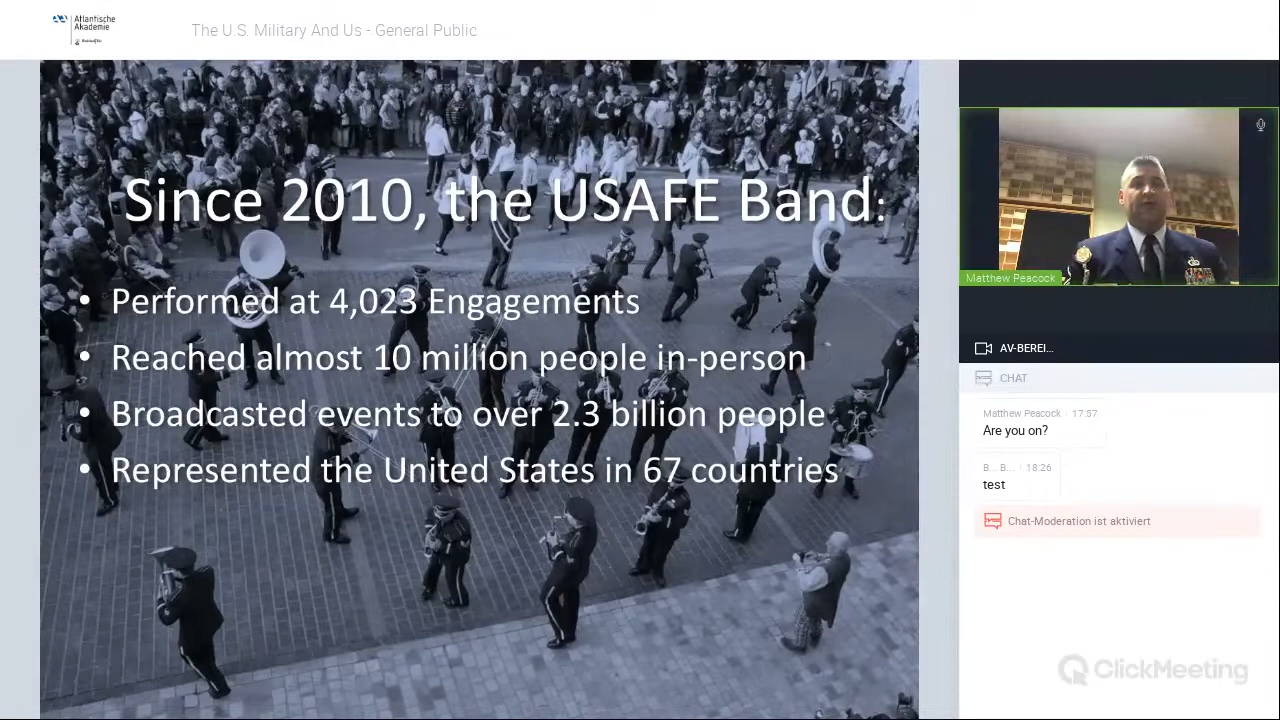 Atlantische
Akademie
The U.S. Military And Us - General Public
Since 2010, the USAFE Band:
• Performed at 4,023 Engagements
• Reached almost 10 million people in-person
• Broadcasted events to over 2.3 billion people
• Represented the United States in 67 countries
Matthew Peacock
AV-BEREI...
CHAT
Matthew Peacock 17:57
Are you on?
B... B... 18:26
test
Chat-Moderation ist aktiviert
ClickMeeting